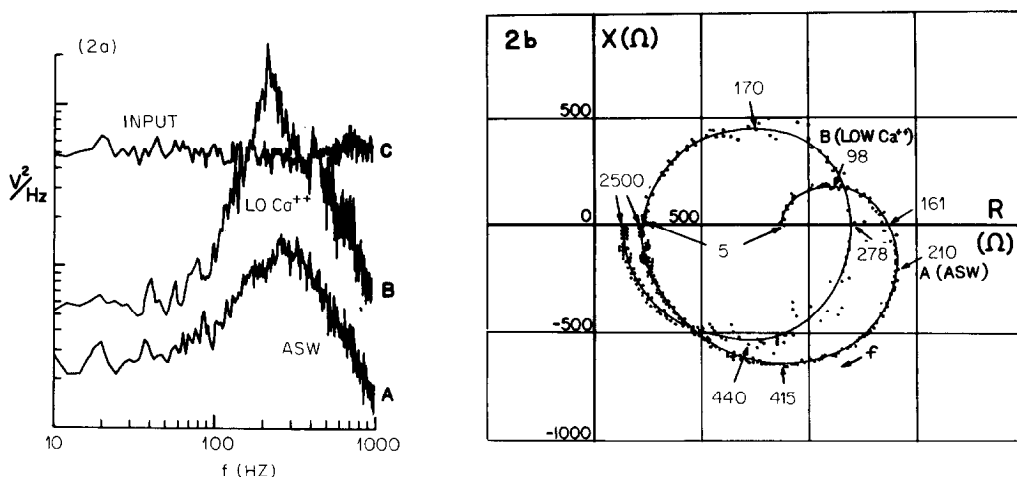 (2a)
INPUT
C
V²/Hz
LO Ca⁺⁺
B
ASW
A
10
100
1000
f (HZ)
2b
X(Ω)
500
170
B (LOW Ca⁺⁺)
98
2500
161
0
500
R
(Ω)
5
278
210
A (ASW)
-500
f
440
415
-1000